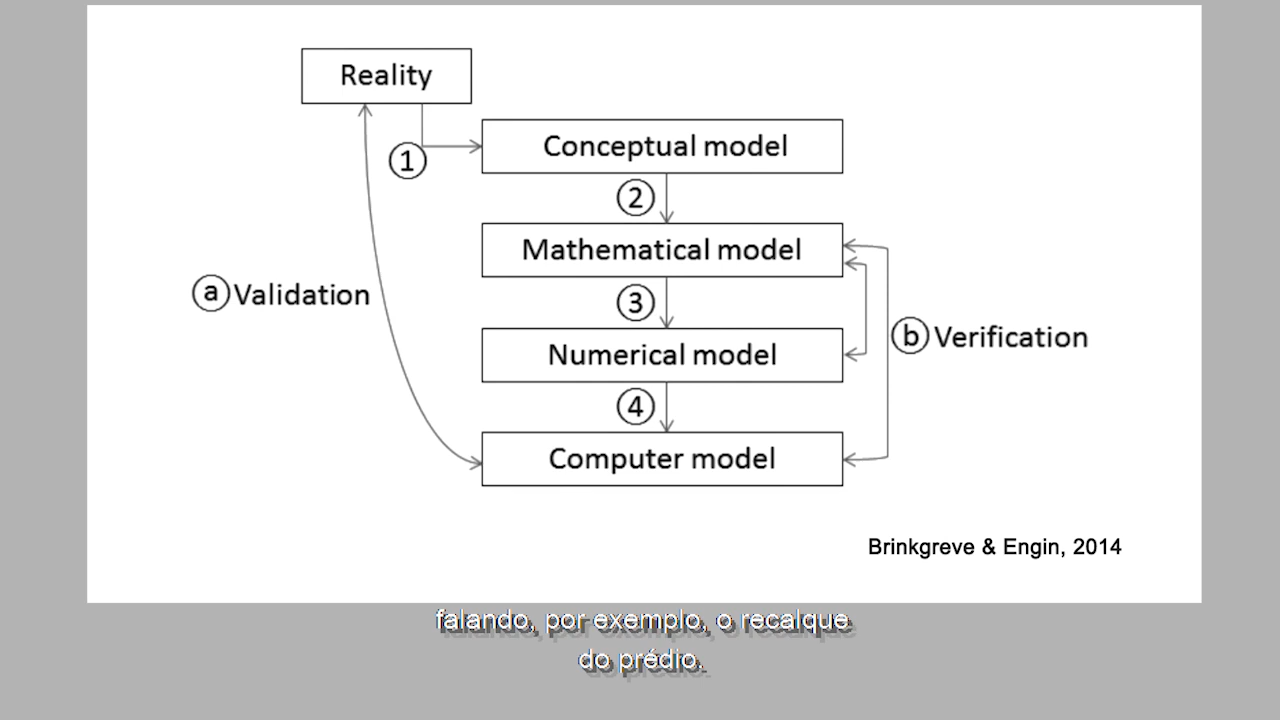 Reality
① Conceptual model
②
Mathematical model
ⓐ Validation
③
ⓑ Verification
Numerical model
④
Computer model
Brinkgreve & Engin, 2014
falando, por exemplo, o recalque
do prédio.